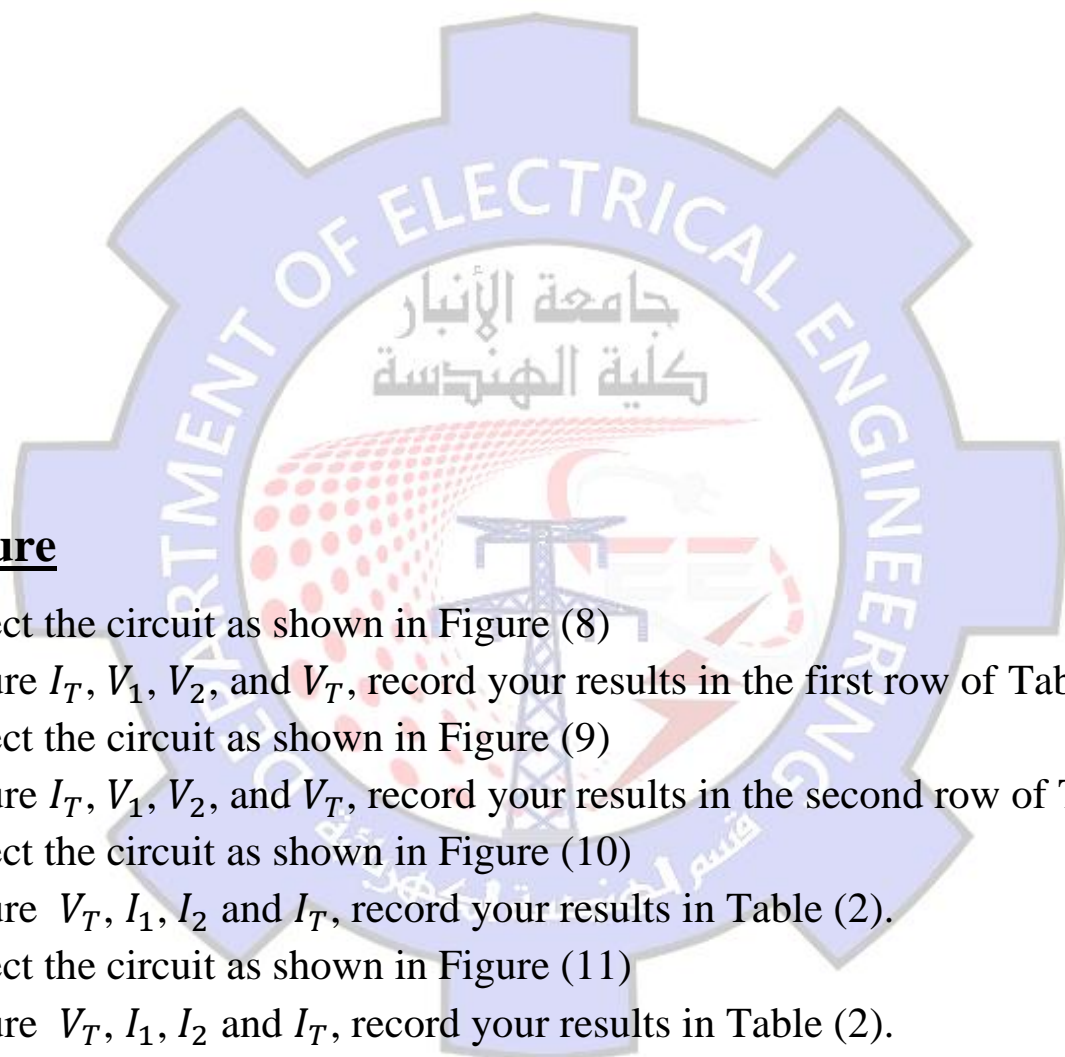 DEPARTMENT OF ELECTRICAL ENGINEERING
جامعة الأنبار
كلية الهندسة
EE
قسم الهندسة الكهربائية
ure
ect the circuit as shown in Figure (8)
ure I_T, V_1, V_2, and V_T, record your results in the first row of Tab
ect the circuit as shown in Figure (9)
ure I_T, V_1, V_2, and V_T, record your results in the second row of T
ect the circuit as shown in Figure (10)
ure V_T, I_1, I_2 and I_T, record your results in Table (2).
ect the circuit as shown in Figure (11)
ure V_T, I_1, I_2 and I_T, record your results in Table (2).